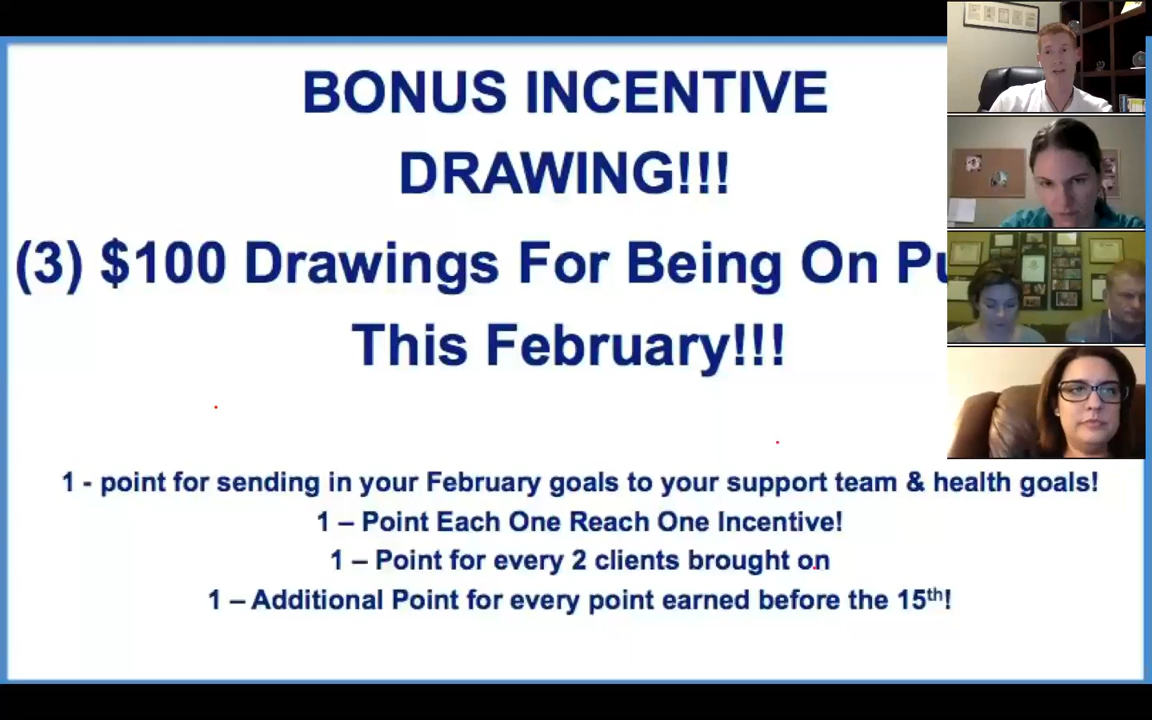 BONUS INCENTIVE
DRAWING!!!
(3) $100 Drawings For Being On
This February!!!
1 - point for sending in your February goals to your support team & health goals!
1 – Point Each One Reach One Incentive!
1 – Point for every 2 clients brought on
1 – Additional Point for every point earned before the 15th!